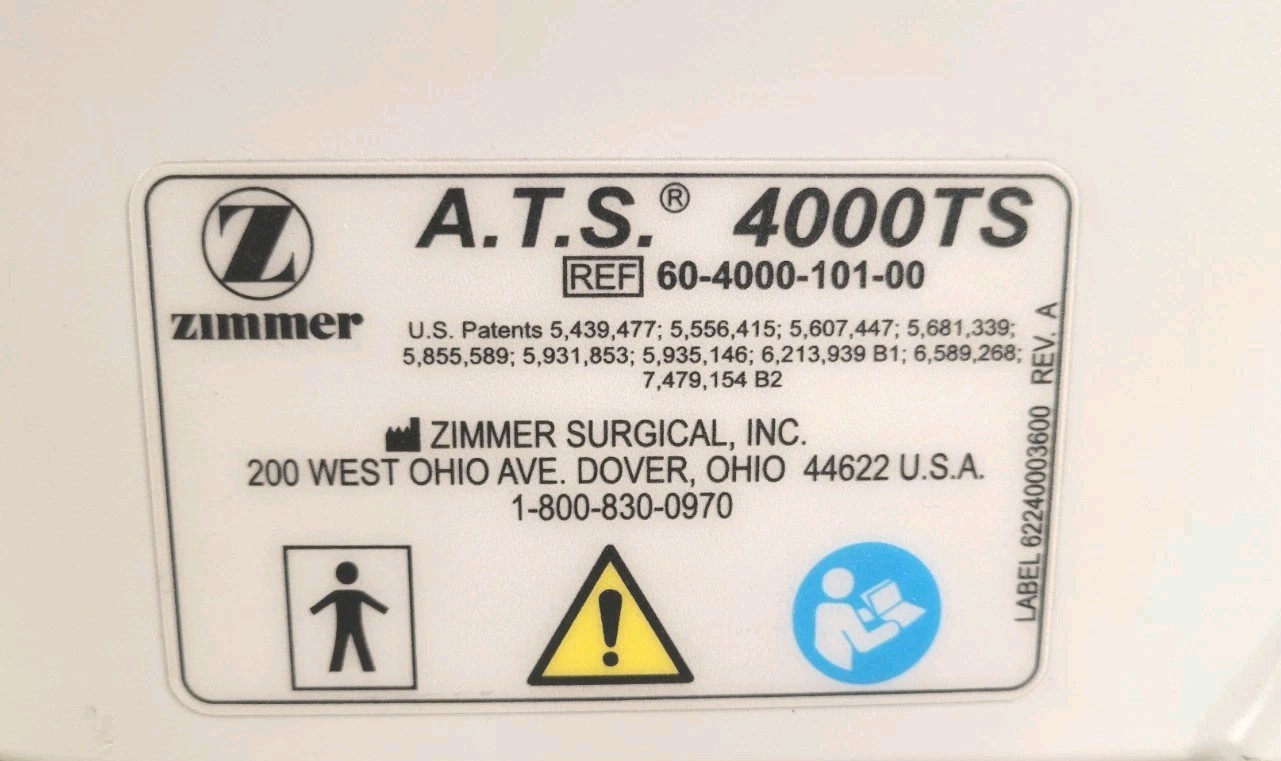 Z
zimmer
A.T.S.® 4000TS
REF 60-4000-101-00
U.S. Patents 5,439,477; 5,556,415; 5,607,447; 5,681,339;
5,855,589; 5,931,853; 5,935,146; 6,213,939 B1; 6,589,268;
7,479,154 B2
ZIMMER SURGICAL, INC.
200 WEST OHIO AVE. DOVER, OHIO 44622 U.S.A.
1-800-830-0970
LABEL 62240003600 REV. A